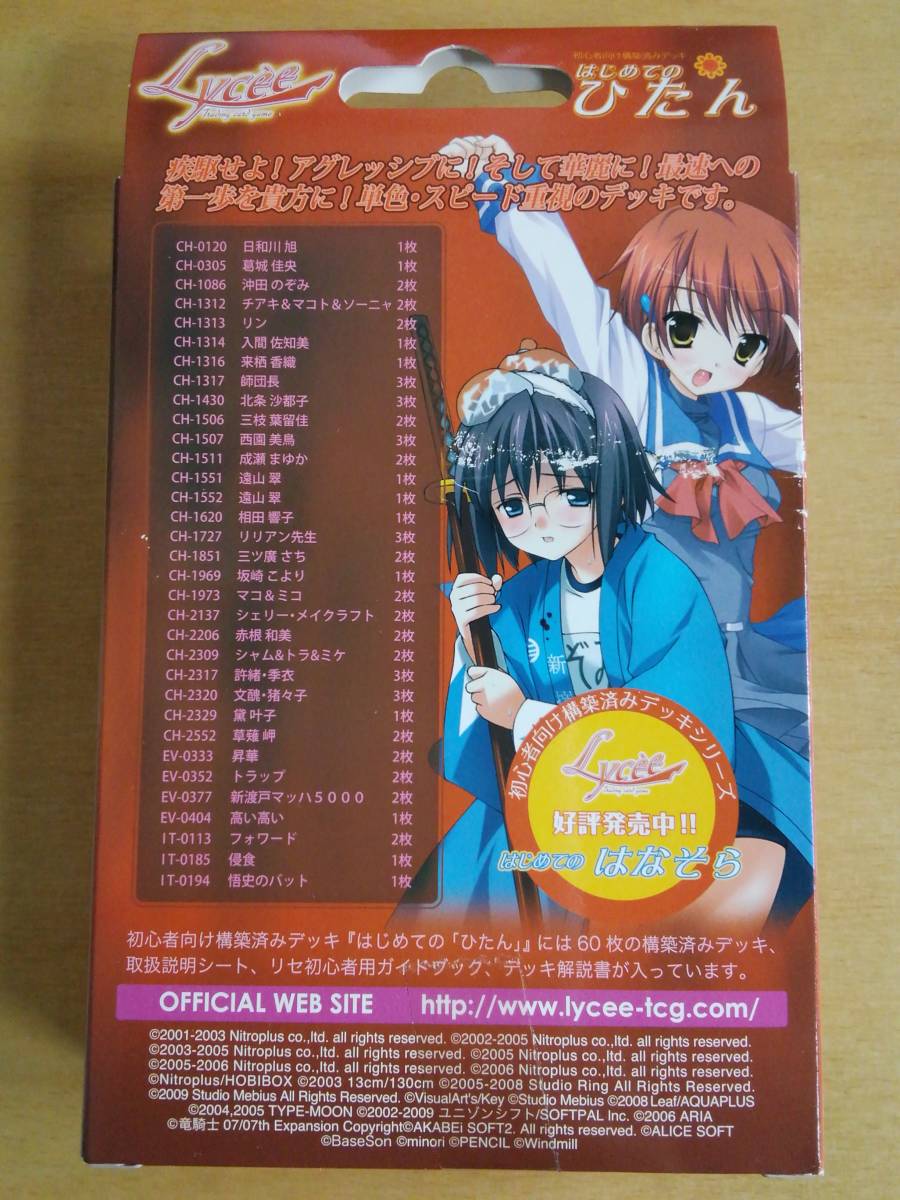 Lycèe
Trading card game
初心者向け構築済みデッキ
はじめての
ひたん
疾駆せよ！アグレッシブに！そして華麗に！最速への
第一歩を貴方に！単色・スピード重視のデッキです。
CH-0120 日和川 旭 1枚
CH-0305 葛城 佳央 1枚
CH-1086 沖田 のぞみ 2枚
CH-1312 チアキ＆マコト＆ソーニャ 2枚
CH-1313 リン 2枚
CH-1314 入間 佐知美 1枚
CH-1316 来栖 香織 1枚
CH-1317 師団長 3枚
CH-1430 北条 沙都子 3枚
CH-1506 三枝 葉留佳 2枚
CH-1507 西園 美鳥 3枚
CH-1511 成瀬 まゆか 2枚
CH-1551 遠山 翠 1枚
CH-1552 遠山 翠 1枚
CH-1620 相田 響子 1枚
CH-1727 リリアン先生 3枚
CH-1851 三ツ廣 さち 2枚
CH-1969 坂崎 こより 1枚
CH-1973 マコ＆ミコ 2枚
CH-2137 シェリー・メイクラフト 2枚
CH-2206 赤根 和美 2枚
CH-2309 シャム&トラ&ミケ 2枚
CH-2317 許緒・季衣 3枚
CH-2320 文醜・猪々子 3枚
CH-2329 黛 叶子 1枚
CH-2552 草薙 岬 2枚
EV-0333 昇華 2枚
EV-0352 トラップ 2枚
EV-0377 新渡戸マッハ５０００ 2枚
EV-0404 高い高い 1枚
IT-0113 フォワード 2枚
IT-0185 侵食 1枚
IT-0194 悟史のバット 1枚
新
初心者向け構築済みデッキシリーズ
Lycèe
Trading card game
好評発売中!!
はじめての はなそら
初心者向け構築済みデッキ『はじめての「ひたん」』には60枚の構築済みデッキ、
取扱説明シート、リセ初心者用ガイドヴック、デッキ解説書が入っています。
OFFICIAL WEB SITE http://www.lycee-tcg.com/
©2001-2003 Nitroplus co.,ltd. all rights reserved. ©2002-2005 Nitroplus co.,ltd. all rights reserved.
©2003-2005 Nitroplus co.,ltd. all rights reserved. ©2005 Nitroplus co.,ltd. all rights reserved.
©2005-2006 Nitroplus co.,ltd. all rights reserved. ©2006 Nitroplus co.,ltd. all rights reserved.
©Nitroplus/HOBIBOX ©2003 13cm/130cm ©2005-2008 Studio Ring All Rights Reserved.
©2009 Studio Mebius All Rights Reserved. ©VisualArt's/Key ©Studio Mebius ©2008 Leaf/AQUAPLUS
©2004,2005 TYPE-MOON ©2002-2009 ユニゾンシフト/SOFTPAL Inc. ©2006 ARIA
©竜騎士07/07th Expansion Copyright©AKABEi SOFT2. All rights reserved. ©ALICE SOFT
©BaseSon ©minori ©PENCIL ©Windmill